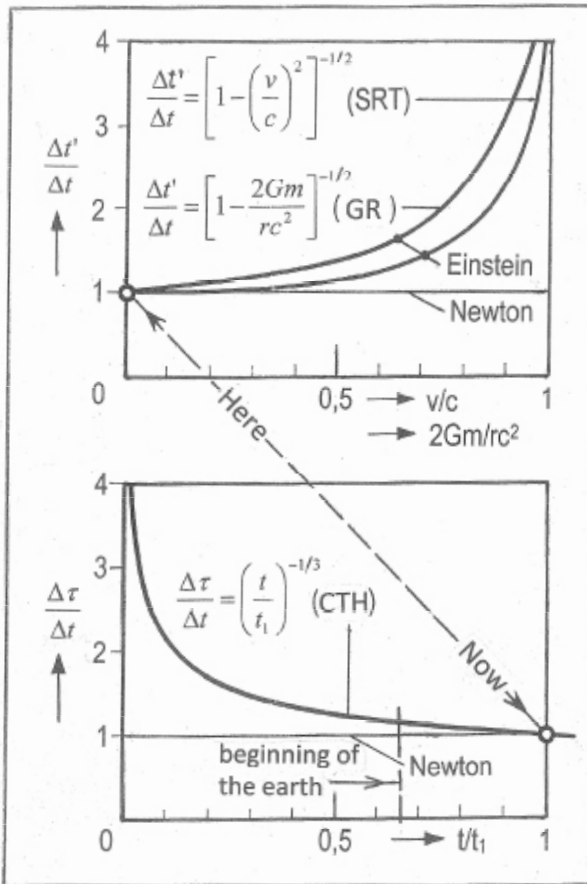 4
Δt'/Δt = [1-(v/c)²]^{-1/2} (SRT)
3
Δt'/Δt
Δt'/Δt = [1-2Gm/rc²]^{-1/2} (GR)
2
Einstein
1
Newton
0
0,5 → v/c 1
→ 2Gm/rc²
Here
4
Δτ/Δt = (t/t₁)^{-1/3} (CTH)
3
Δτ/Δt
2
Now
1
beginning of
the earth
Newton
0
0
0,5 → t/t₁ 1